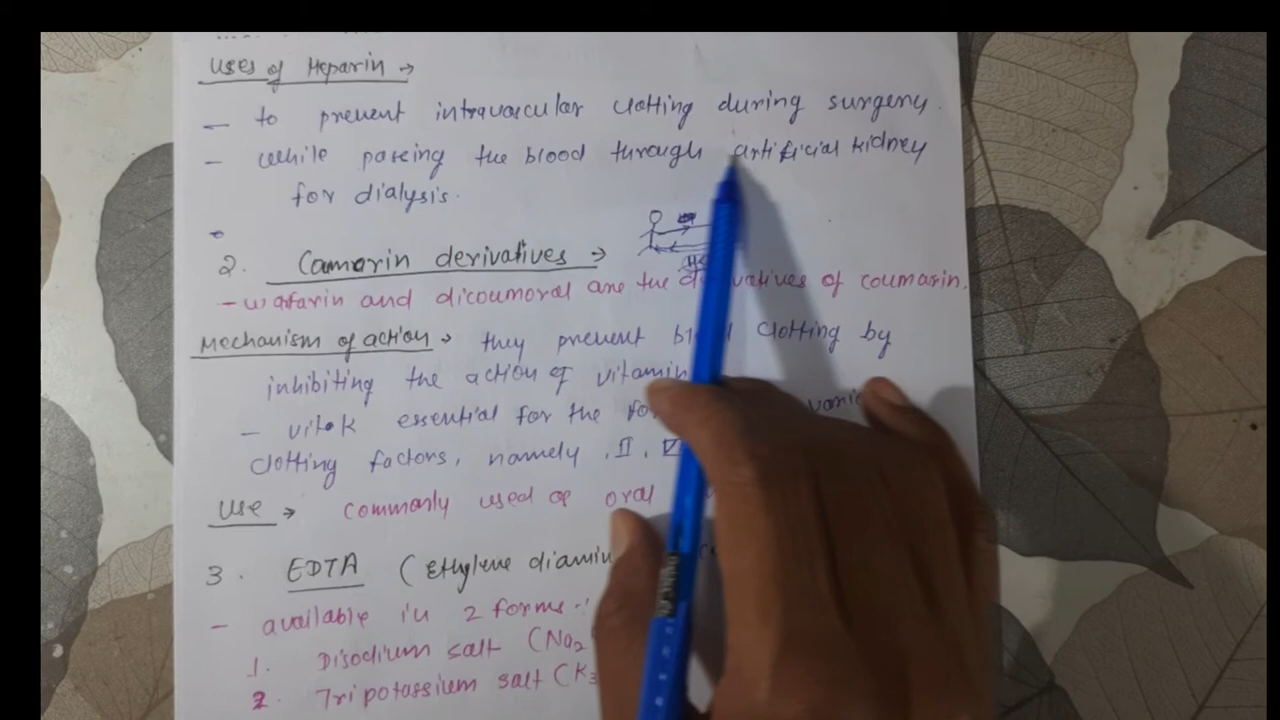 Uses of Heparin →
- to prevent intravascular clotting during surgery.
- While passing the blood through artificial kidney
for dialysis.
2. Camarin derivatives →
- warfarin and dicoumoral are the derivatives of coumarin.
Mechanism of action → they prevent blood clotting by
inhibiting the action of vitamin
- vit. K essential for the
clotting factors, namely, II,
Use → commonly used as oral
3. EDTA (Ethylene diamin
- available in 2 forms :-
1. Disodium salt (Na2
2. Tripotassium salt (K3